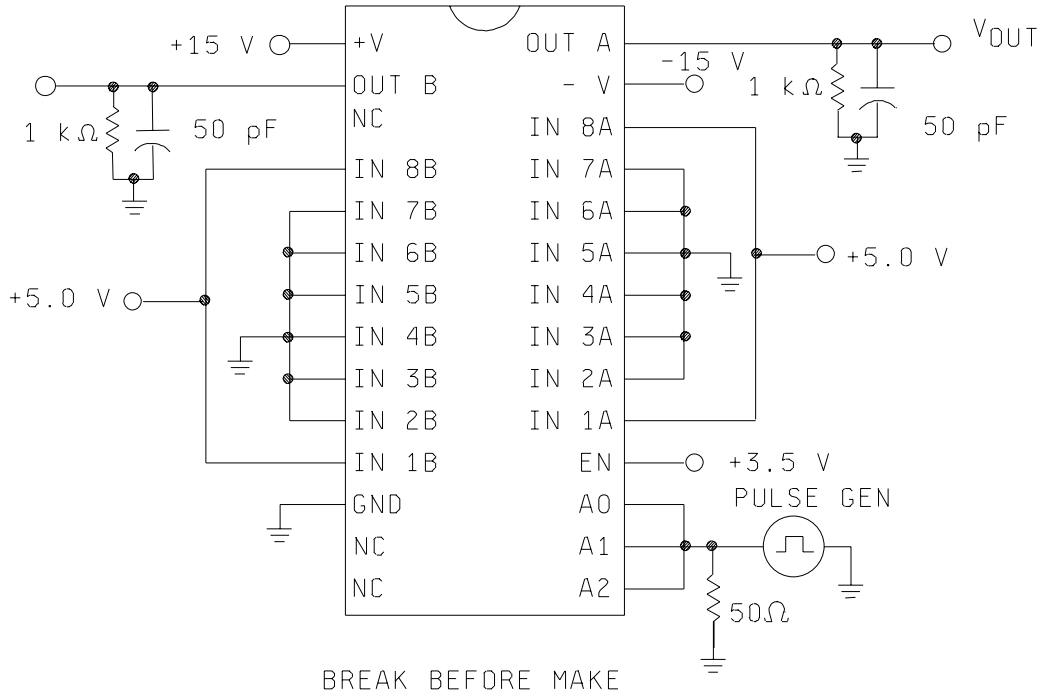 +15 V
+V
OUT A
V_OUT
-15 V
OUT B
- V
1 kΩ
NC
50 pF
1 kΩ
50 pF
IN 8A
IN 8B
IN 7A
IN 7B
IN 6A
IN 6B
IN 5A
+5.0 V
+5.0 V
IN 5B
IN 4A
IN 4B
IN 3A
IN 3B
IN 2A
IN 2B
IN 1A
IN 1B
EN
+3.5 V
PULSE GEN
GND
A0
NC
A1
NC
A2
50Ω
BREAK BEFORE MAKE